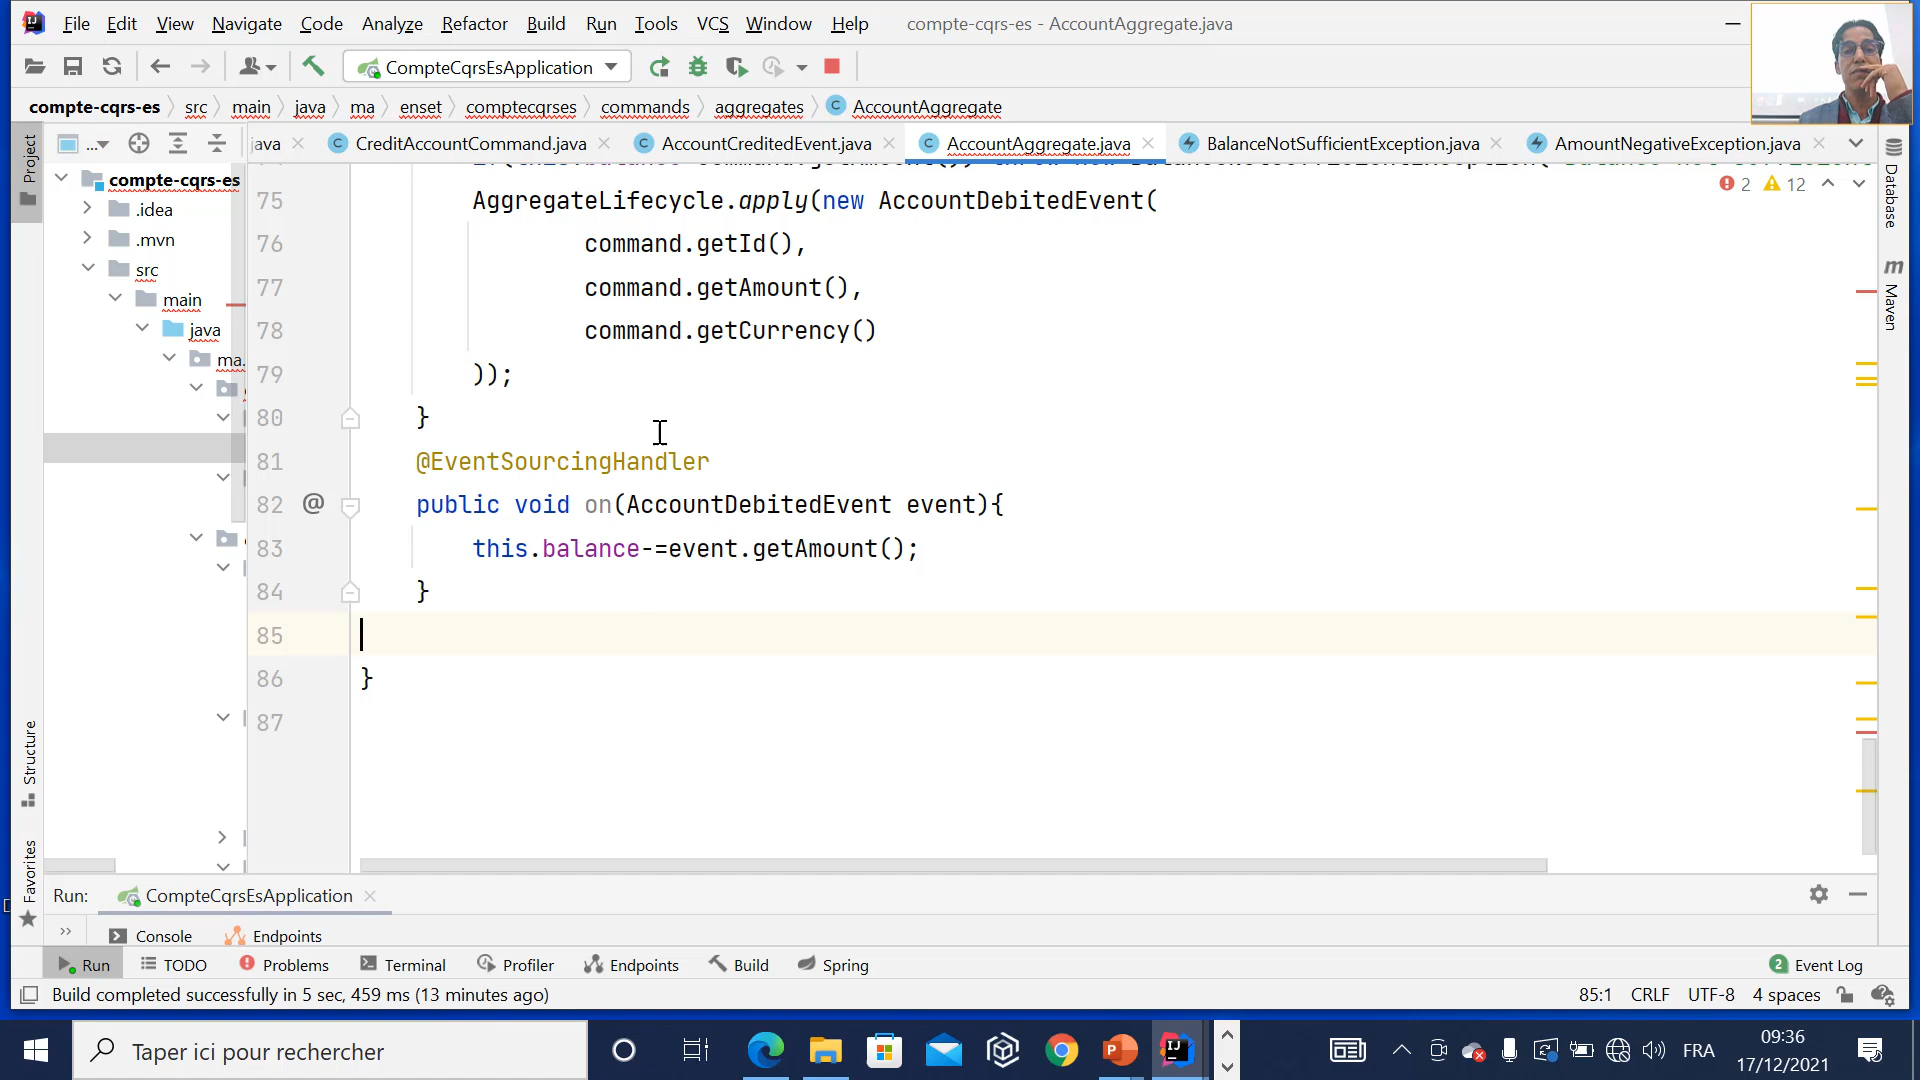 File Edit View Navigate Code Analyze Refactor Build Run Tools VCS Window Help compte-cqrs-es - AccountAggregate.java
CompteCqrsEsApplication
compte-cqrs-es src main java ma enset comptecqrses commands aggregates AccountAggregate
Project
... java CreditAccountCommand.java AccountCreditedEvent.java AccountAggregate.java BalanceNotSufficientException.java AmountNegativeException.java
compte-cqrs-es
.idea
.mvn
src
main
java
ma.
2 12
75 AggregateLifecycle.apply(new AccountDebitedEvent(
76 command.getId(),
77 command.getAmount(),
78 command.getCurrency()
79 ));
80 }
81 @EventSourcingHandler
82 @ public void on(AccountDebitedEvent event){
83 this.balance-=event.getAmount();
84 }
85
86 }
87
Database
Maven
Structure
Favorites
Run: CompteCqrsEsApplication
Console Endpoints
Run TODO Problems Terminal Profiler Endpoints Build Spring 2 Event Log
Build completed successfully in 5 sec, 459 ms (13 minutes ago) 85:1 CRLF UTF-8 4 spaces
Taper ici pour rechercher FRA 09:36
17/12/2021